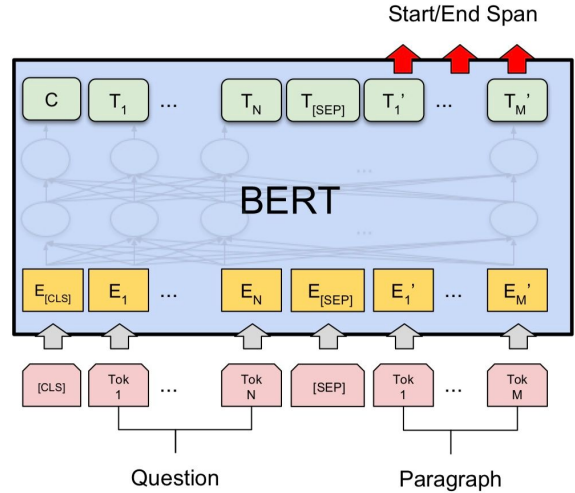 Start/End Span
C T1 ... TN T[SEP] T1' ... TM'
...
BERT
...
E[CLS] E1 ... EN E[SEP] E1' ... EM'
[CLS] Tok 1 ... Tok N [SEP] Tok 1 ... Tok M
Question Paragraph